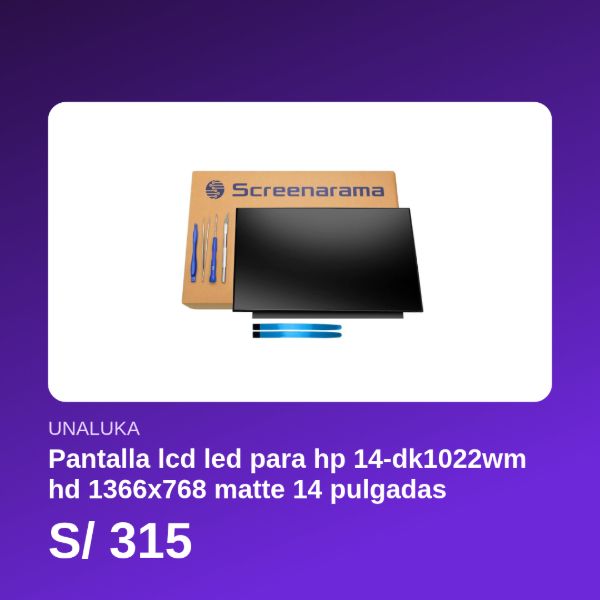 Screenarama
UNALUKA
Pantalla lcd led para hp 14-dk1022wm
hd 1366x768 matte 14 pulgadas
S/ 315